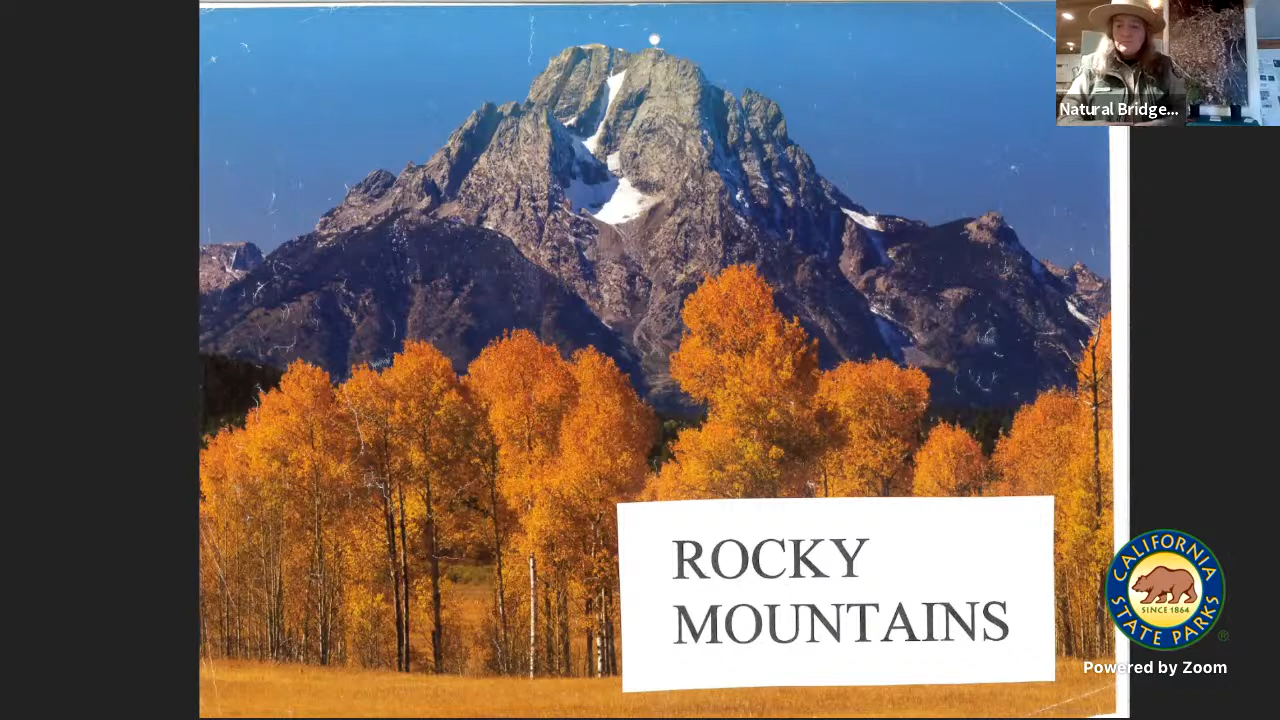 Natural Bridge...
ROCKY
MOUNTAINS
CALIFORNIA
STATE PARKS
SINCE 1864
®
Powered by Zoom